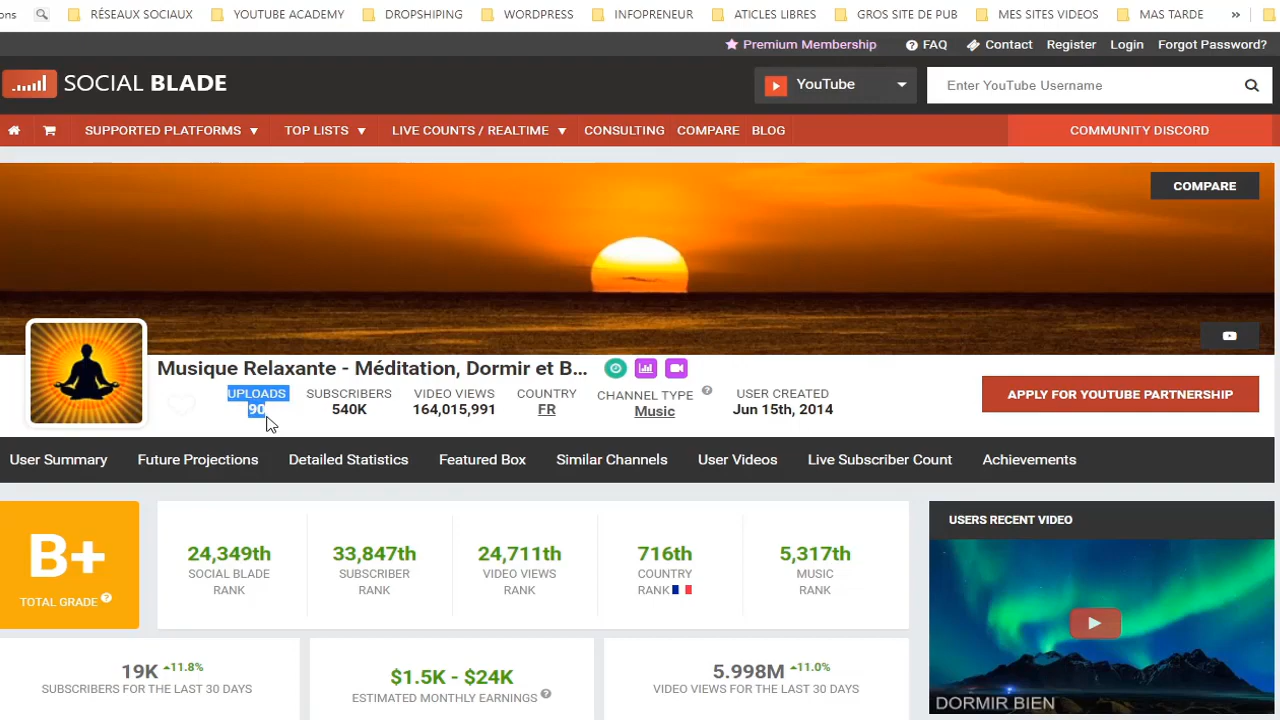 ons RÉSEAUX SOCIAUX YOUTUBE ACADEMY DROPSHIPING WORDPRESS INFOPRENEUR ATICLES LIBRES GROS SITE DE PUB MES SITES VIDEOS MAS TARDE »
Premium Membership FAQ Contact Register Login Forgot Password?
SOCIAL BLADE YouTube Enter YouTube Username
SUPPORTED PLATFORMS TOP LISTS LIVE COUNTS / REALTIME CONSULTING COMPARE BLOG COMMUNITY DISCORD
COMPARE
Musique Relaxante - Méditation, Dormir et B...
UPLOADS SUBSCRIBERS VIDEO VIEWS COUNTRY CHANNEL TYPE USER CREATED
90 540K 164,015,991 FR Music Jun 15th, 2014
APPLY FOR YOUTUBE PARTNERSHIP
User Summary Future Projections Detailed Statistics Featured Box Similar Channels User Videos Live Subscriber Count Achievements
B+
TOTAL GRADE
24,349th 33,847th 24,711th 716th 5,317th
SOCIAL BLADE SUBSCRIBER VIDEO VIEWS COUNTRY MUSIC
RANK RANK RANK RANK RANK
USERS RECENT VIDEO
DORMIR BIEN
19K 11.8%
SUBSCRIBERS FOR THE LAST 30 DAYS
$1.5K - $24K
ESTIMATED MONTHLY EARNINGS
5.998M 11.0%
VIDEO VIEWS FOR THE LAST 30 DAYS